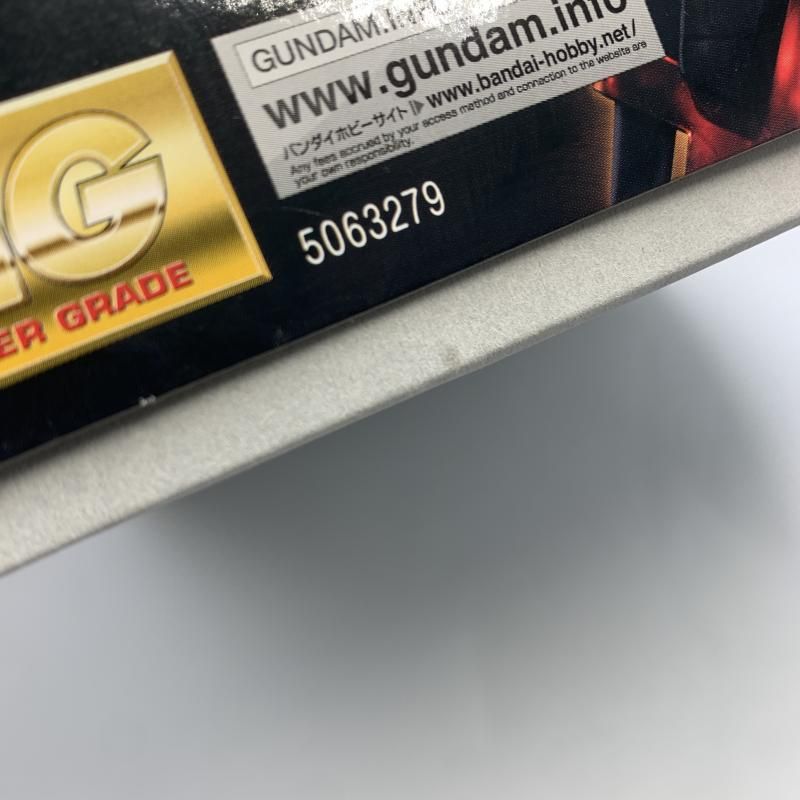 GUNDAM.
www.gundam.info
バンダイホビーサイト www.bandai-hobby.net/
Any fees accrued by your access method and connection to the website are
your own responsibility.
5063279
G
GRADE